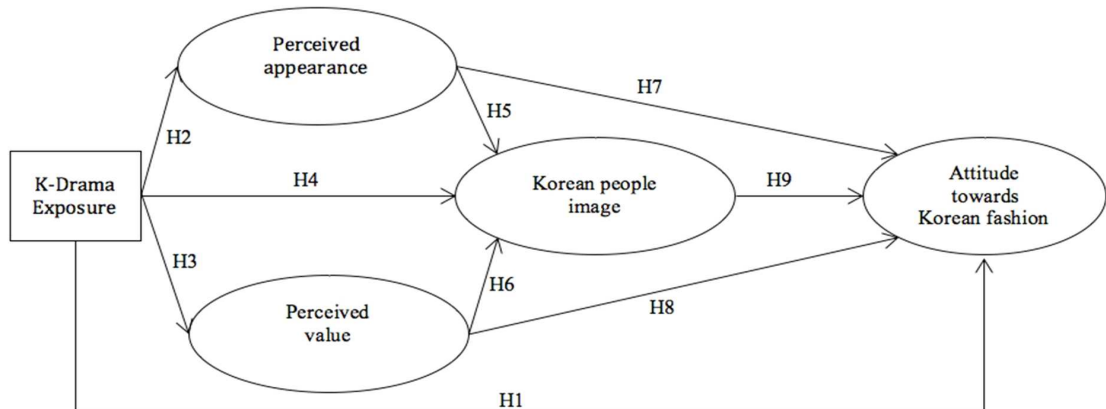 Perceived
appearance
H7
H5
H2
K-Drama
Exposure
H4
Korean people
image
H9
Attitude
towards
Korean fashion
H3
H6
Perceived
value
H8
H1